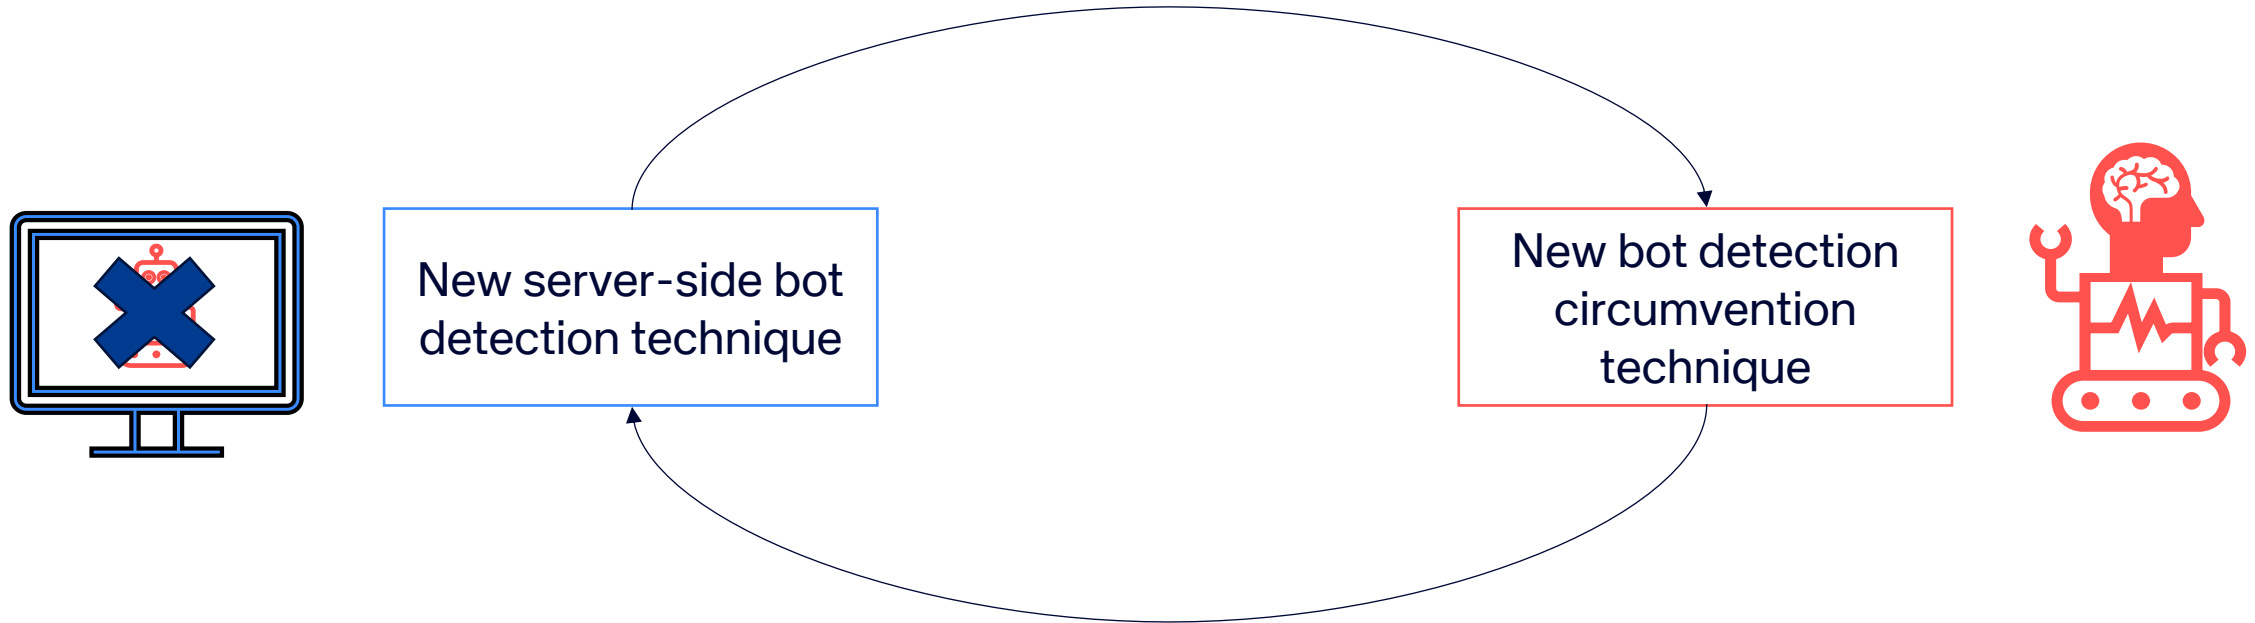 New server-side bot
detection technique
New bot detection
circumvention
technique